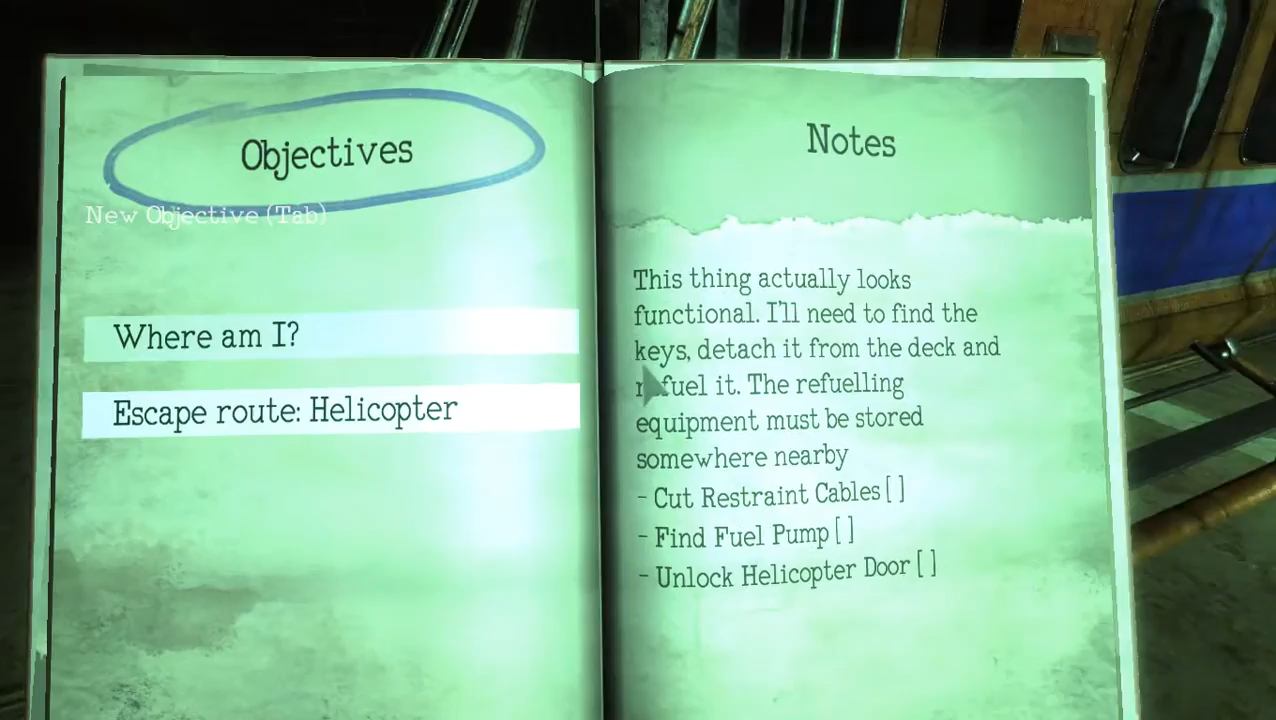 Objectives
New Objective (Tab)
Where am I?
Escape route: Helicopter
Notes
This thing actually looks
functional. I'll need to find the
keys, detach it from the deck and
refuel it. The refuelling
equipment must be stored
somewhere nearby
- Cut Restraint Cables [ ]
- Find Fuel Pump [ ]
- Unlock Helicopter Door [ ]